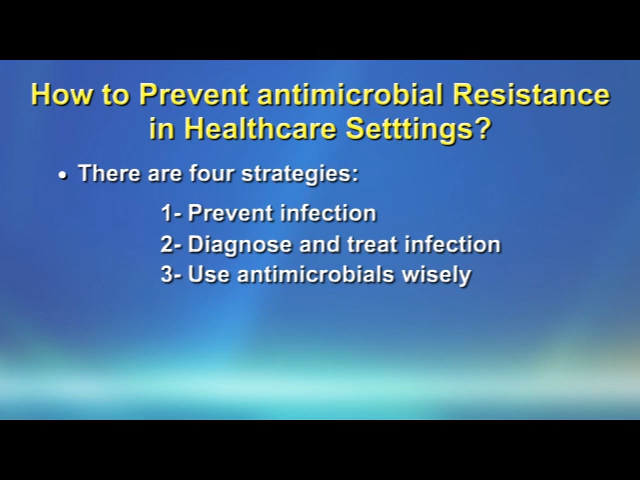 How to Prevent antimicrobial Resistance
in Healthcare Setttings?
• There are four strategies:
1- Prevent infection
2- Diagnose and treat infection
3- Use antimicrobials wisely